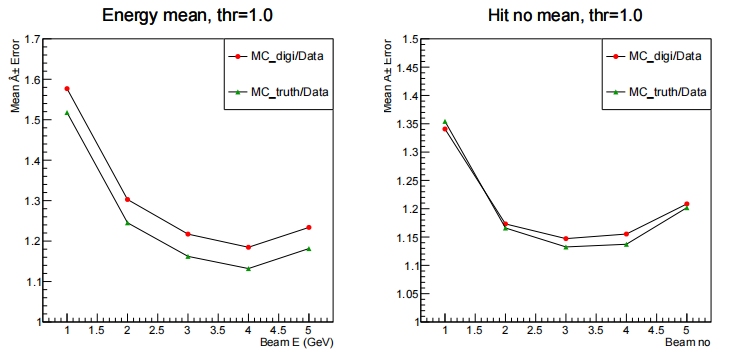 Energy mean, thr=1.0
Mean Â± Error
1.7
1.6
1.5
1.4
1.3
1.2
1.1
1
MC_digi/Data
MC_truth/Data
1 1.5 2 2.5 3 3.5 4 4.5 5
Beam E (GeV)
Hit no mean, thr=1.0
Mean Â± Error
1.5
1.45
1.4
1.35
1.3
1.25
1.2
1.15
1.1
1.05
1
MC_digi/Data
MC_truth/Data
1 1.5 2 2.5 3 3.5 4 4.5 5
Beam no